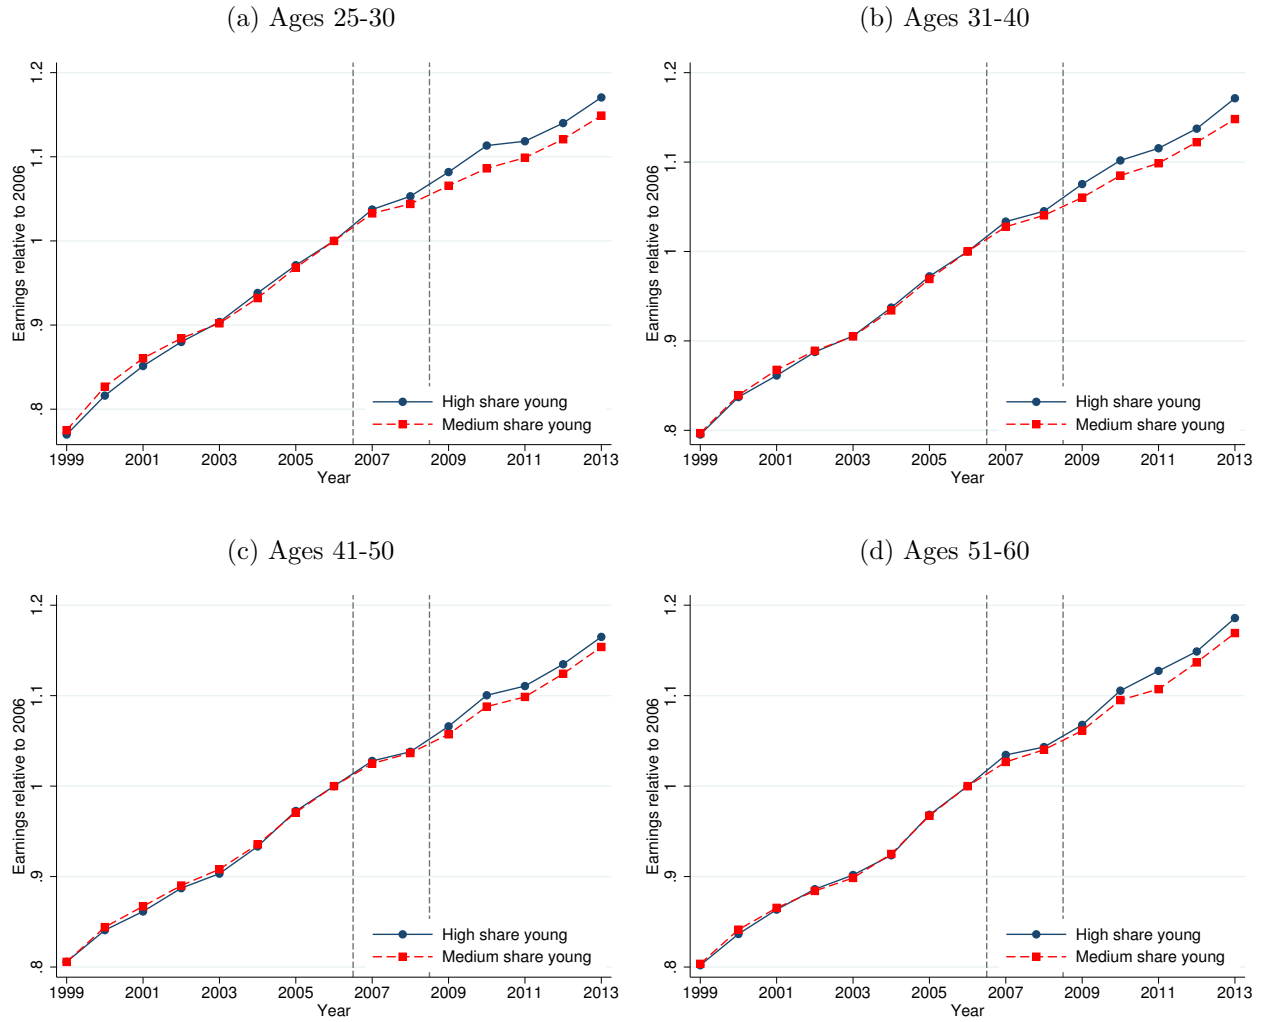 (a) Ages 25-30
Earnings relative to 2006
1.2
1.1
1
.9
.8
High share young
Medium share young
1999 2001 2003 2005 2007 2009 2011 2013
Year
(b) Ages 31-40
Earnings relative to 2006
1.2
1.1
1
.9
.8
High share young
Medium share young
1999 2001 2003 2005 2007 2009 2011 2013
Year
(c) Ages 41-50
Earnings relative to 2006
1.2
1.1
1
.9
.8
High share young
Medium share young
1999 2001 2003 2005 2007 2009 2011 2013
Year
(d) Ages 51-60
Earnings relative to 2006
1.2
1.1
1
.9
.8
High share young
Medium share young
1999 2001 2003 2005 2007 2009 2011 2013
Year